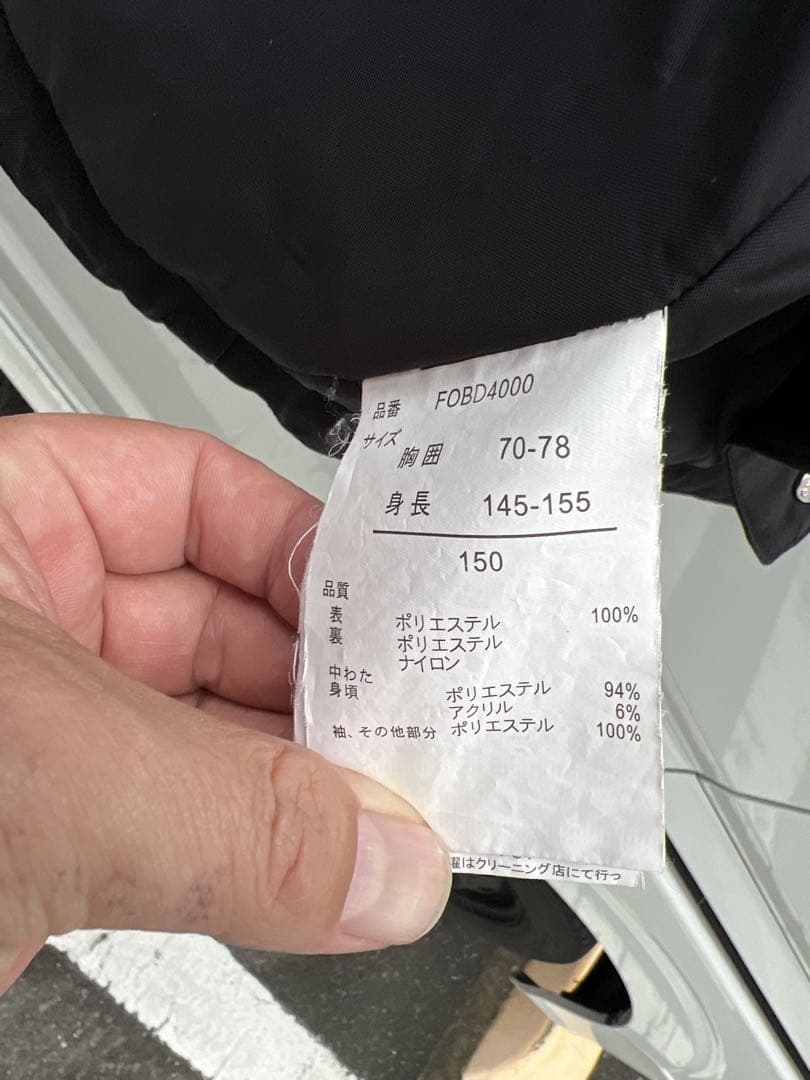 品番 FOBD4000
サイズ
胸囲 70-78
身長 145-155
150
品質
表 ポリエステル 100%
裏 ポリエステル
ナイロン
中わた
身頃 ポリエステル 94%
アクリル 6%
袖、その他部分 ポリエステル 100%
濯はクリーニング店にて行っ